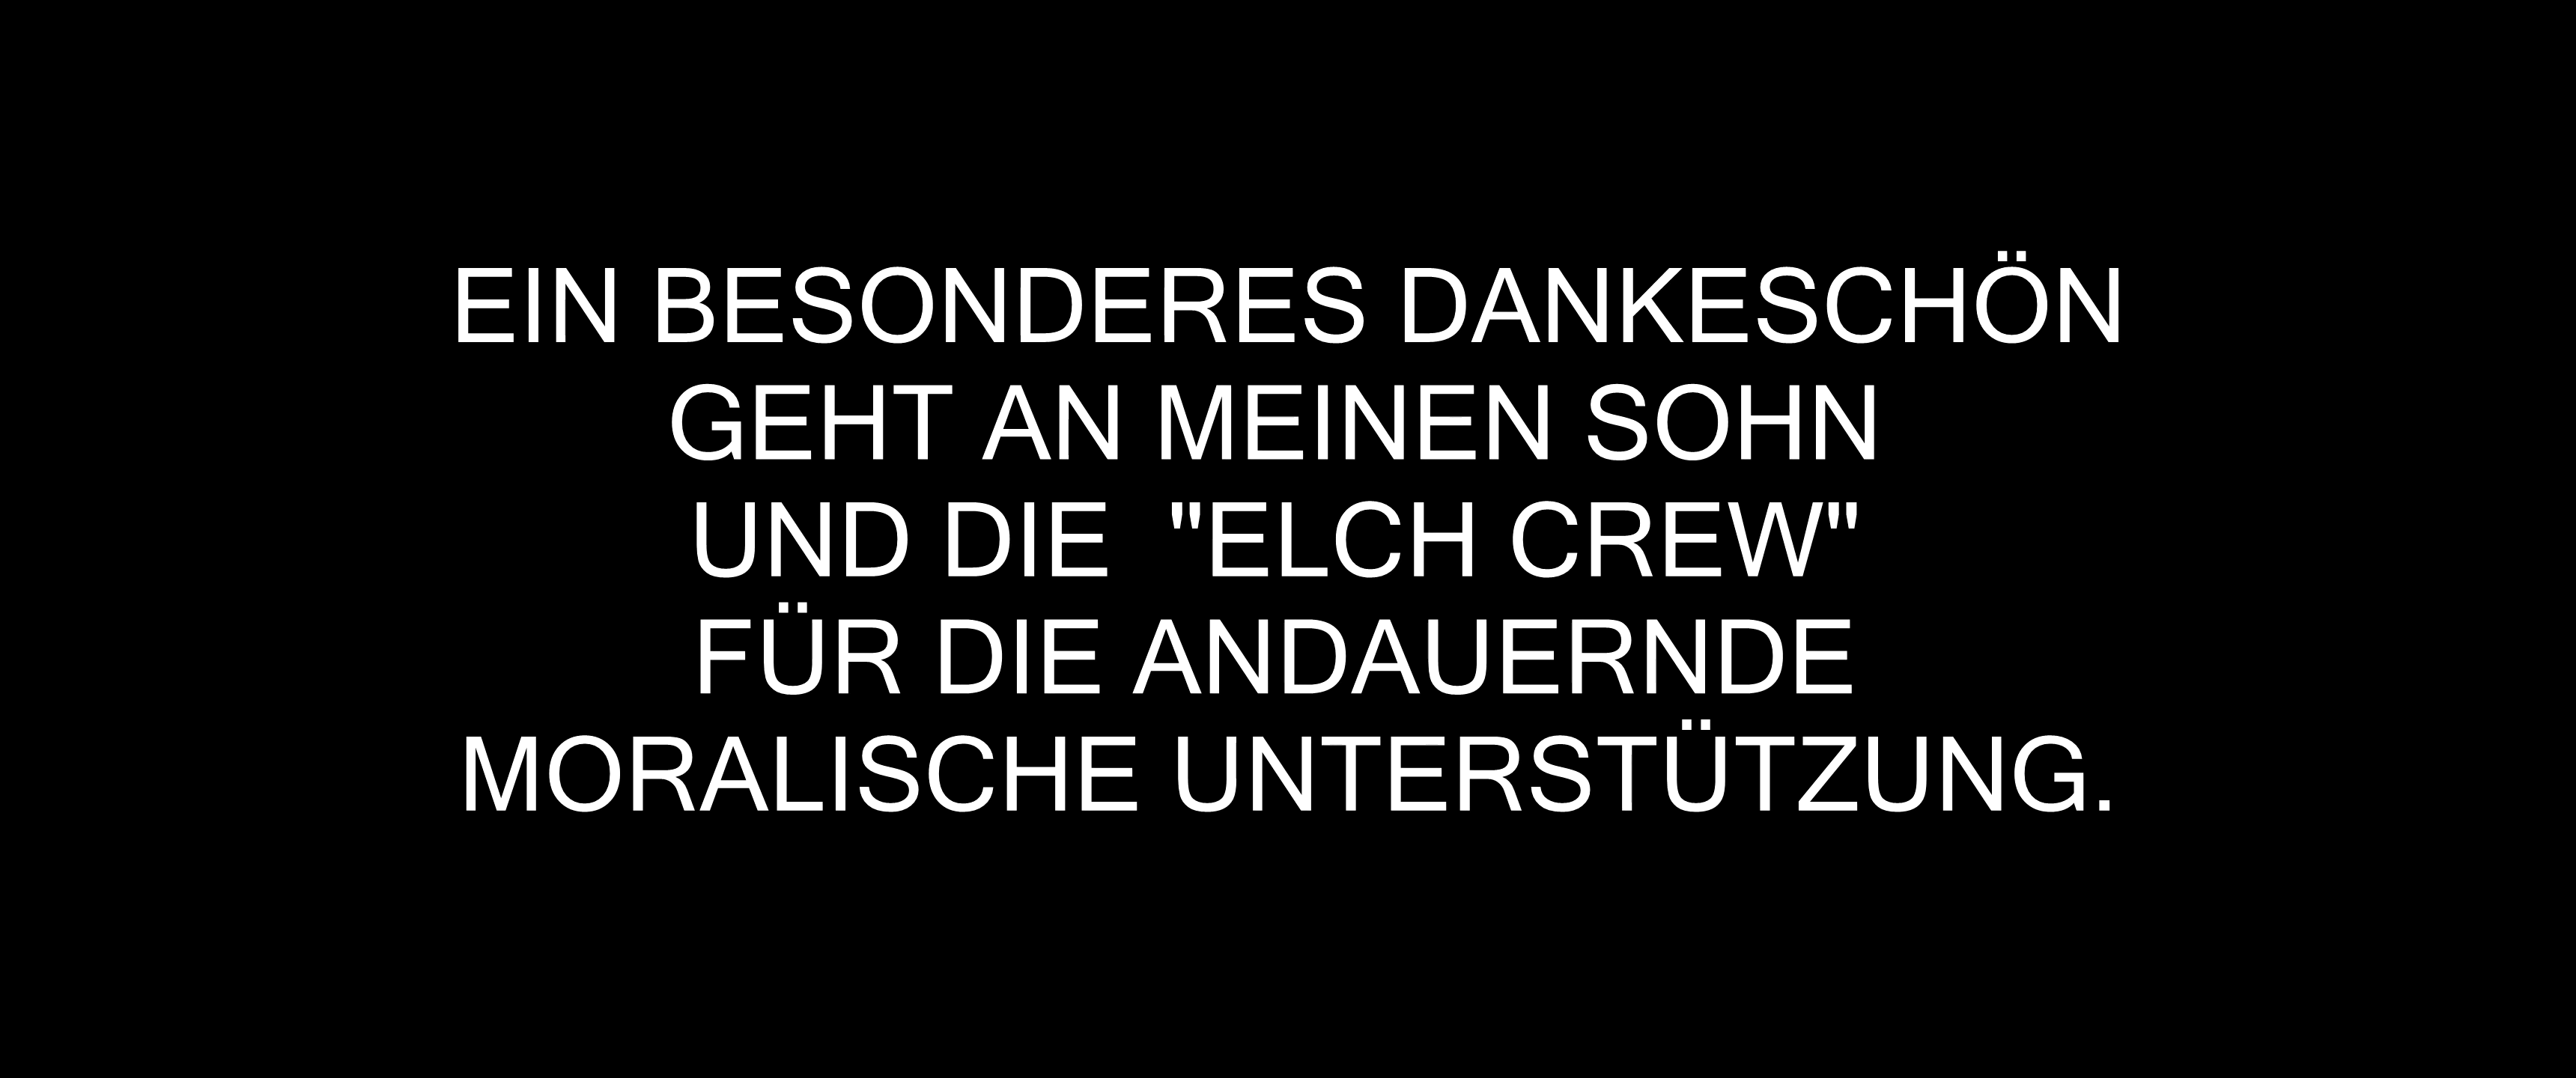 EIN BESONDERES DANKESCHÖN
GEHT AN MEINEN SOHN
UND DIE  "ELCH CREW"
FÜR DIE ANDAUERNDE
MORALISCHE UNTERSTÜTZUNG.